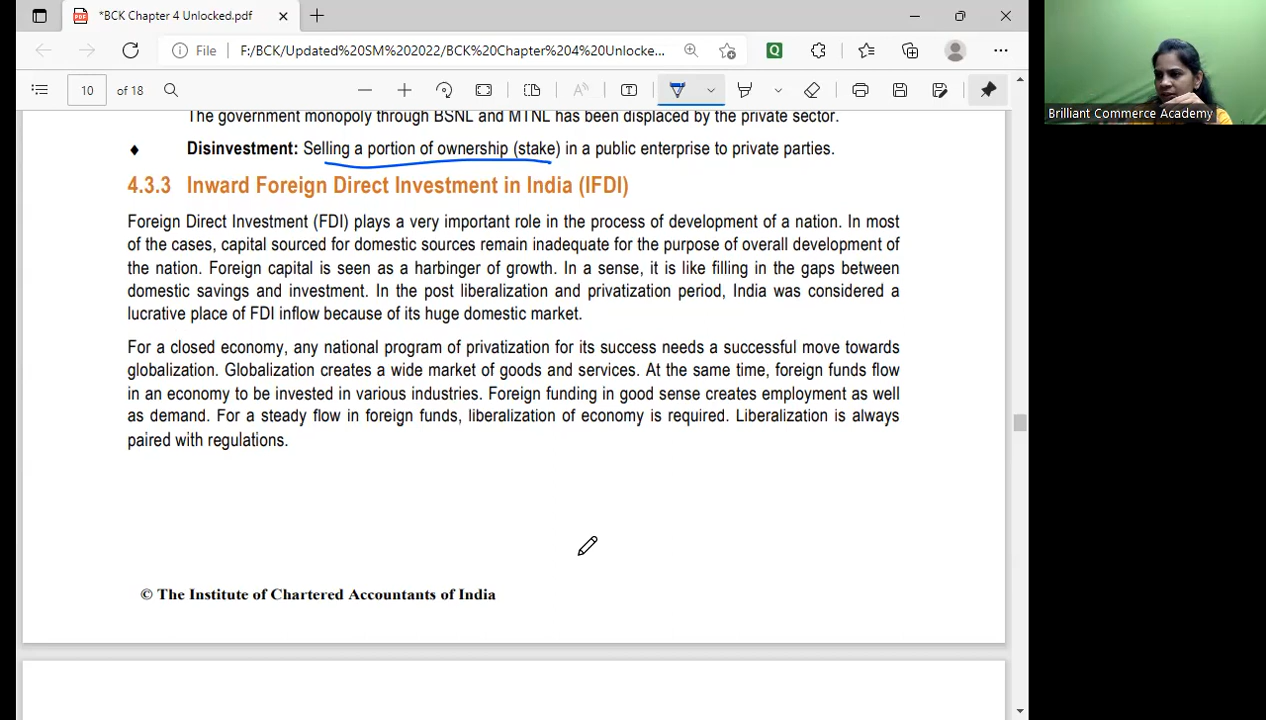 *BCK Chapter 4 Unlocked.pdf
File
F:/BCK/Updated%20SM%202022/BCK%20Chapter%204%20Unlocke...
10 of 18
The government monopoly through BSNL and MTNL has been displaced by the private sector.
Disinvestment: Selling a portion of ownership (stake) in a public enterprise to private parties.
4.3.3 Inward Foreign Direct Investment in India (IFDI)
Foreign Direct Investment (FDI) plays a very important role in the process of development of a nation. In most
of the cases, capital sourced for domestic sources remain inadequate for the purpose of overall development of
the nation. Foreign capital is seen as a harbinger of growth. In a sense, it is like filling in the gaps between
domestic savings and investment. In the post liberalization and privatization period, India was considered a
lucrative place of FDI inflow because of its huge domestic market.
For a closed economy, any national program of privatization for its success needs a successful move towards
globalization. Globalization creates a wide market of goods and services. At the same time, foreign funds flow
in an economy to be invested in various industries. Foreign funding in good sense creates employment as well
as demand. For a steady flow in foreign funds, liberalization of economy is required. Liberalization is always
paired with regulations.
© The Institute of Chartered Accountants of India
Brilliant Commerce Academy